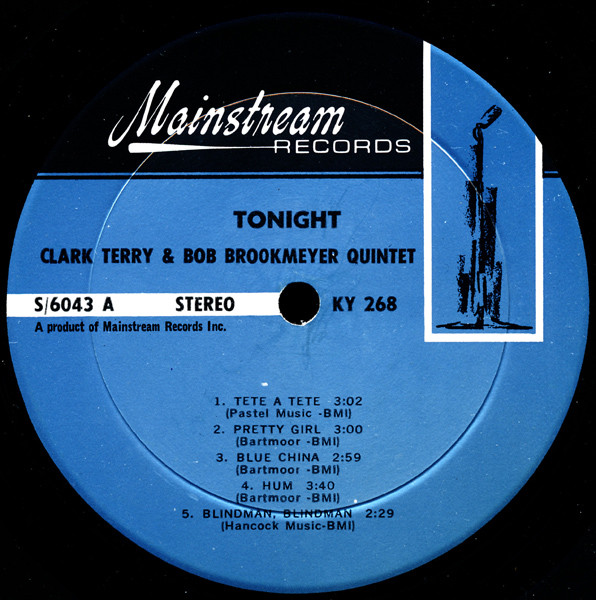 Mainstream
RECORDS
TONIGHT
CLARK TERRY & BOB BROOKMEYER QUINTET
S/6043 A STEREO KY 268
A product of Mainstream Records Inc.
1. TETE A TETE 3:02
(Pastel Music -BMI)
2. PRETTY GIRL 3:00
(Bartmoor -BMI)
3. BLUE CHINA 2:59
(Bartmoor -BMI)
4. HUM 3:40
(Bartmoor -BMI)
5. BLINDMAN, BLINDMAN 2:29
(Hancock Music-BMI)